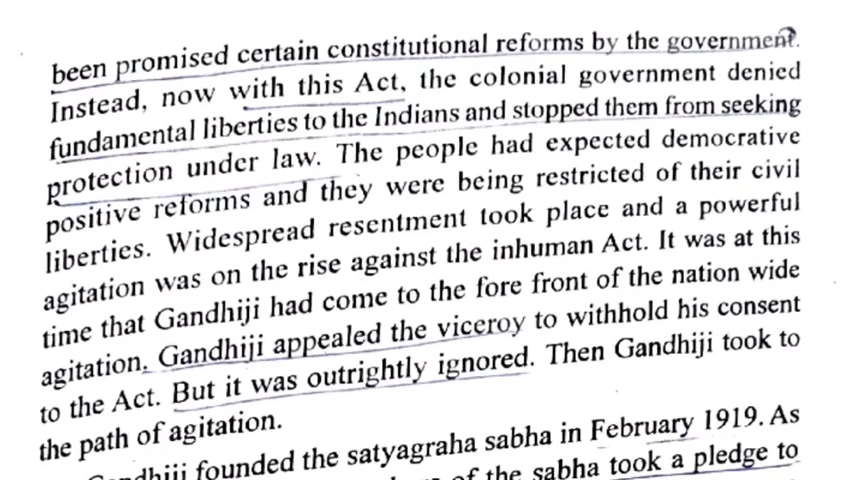 been promised certain constitutional reforms by the government.
Instead, now with this Act, the colonial government denied
fundamental liberties to the Indians and stopped them from seeking
protection under law. The people had expected democrative
positive reforms and they were being restricted of their civil
liberties. Widespread resentment took place and a powerful
agitation was on the rise against the inhuman Act. It was at this
time that Gandhiji had come to the fore front of the nation wide
agitation. Gandhiji appealed the viceroy to withhold his consent
to the Act. But it was outrightly ignored. Then Gandhiji took to
the path of agitation.
Gandhiji founded the satyagraha sabha in February 1919. As
of the sabha took a pledge to